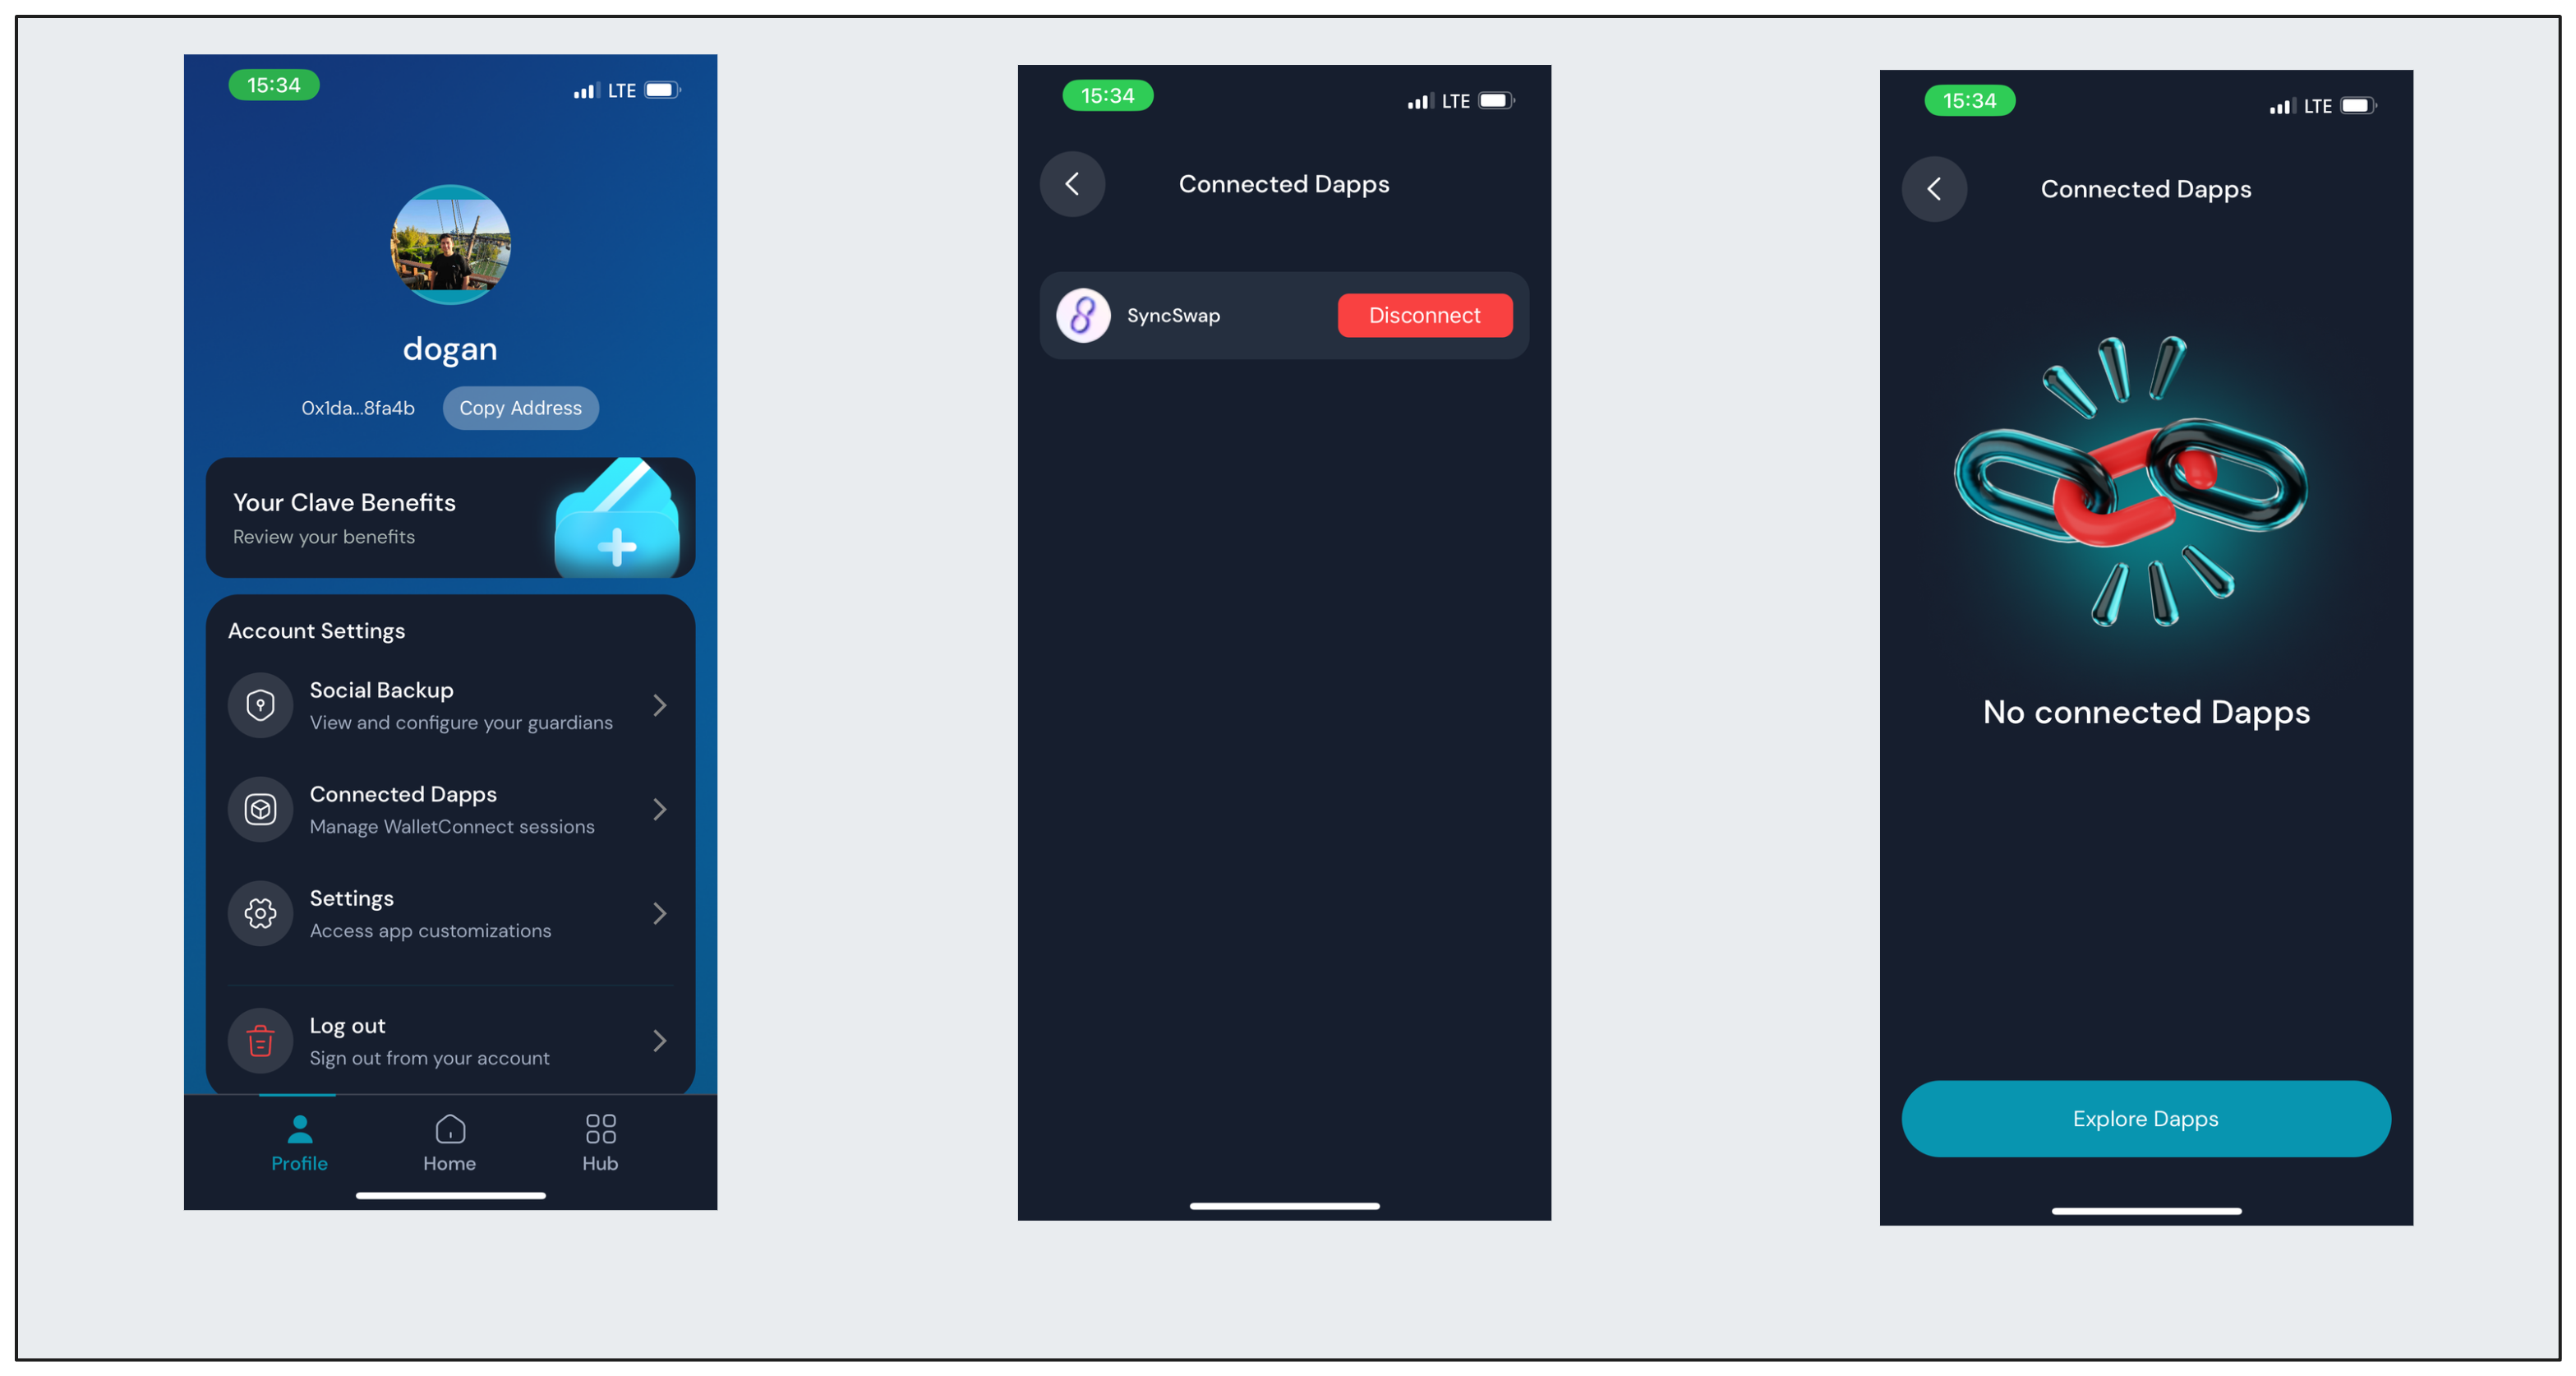 15:34
LTE
dogan
0x1da...8fa4b
Copy Address
Your Clave Benefits
Review your benefits
Account Settings
Social Backup
View and configure your guardians
Connected Dapps
Manage WalletConnect sessions
Settings
Access app customizations
Log out
Sign out from your account
Profile
Home
Hub
15:34
LTE
Connected Dapps
SyncSwap
Disconnect
15:34
LTE
Connected Dapps
No connected Dapps
Explore Dapps